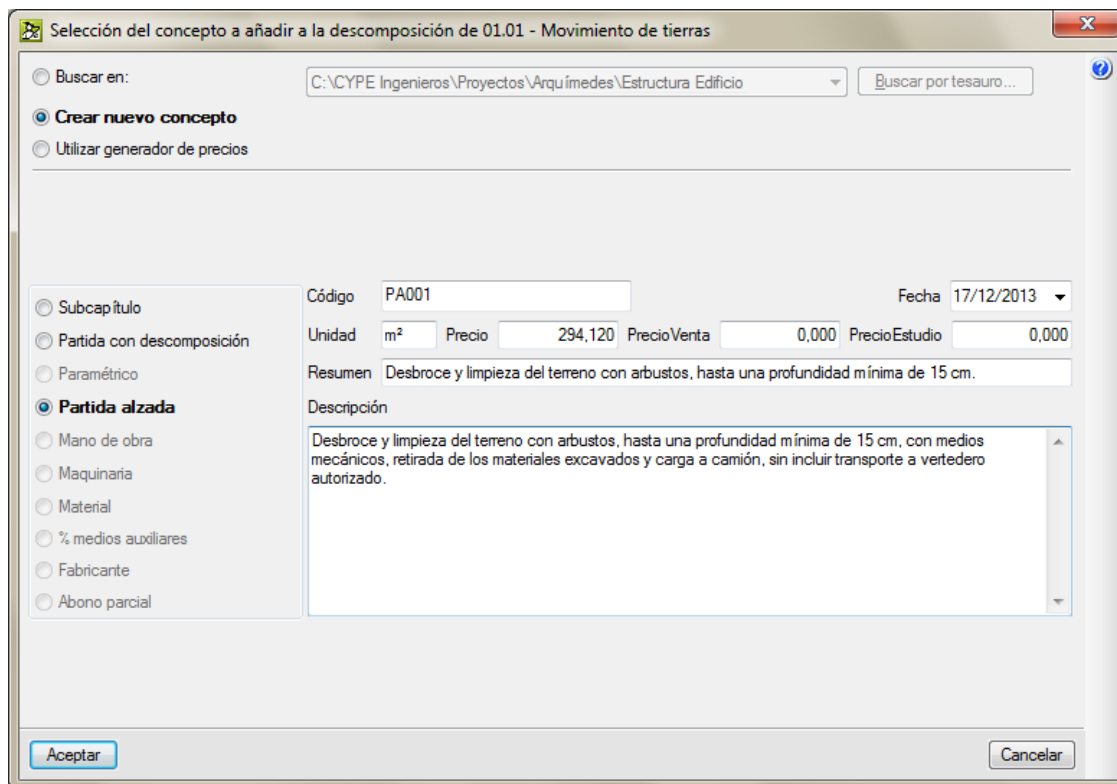 Selección del concepto a añadir a la descomposición de 01.01 - Movimiento de tierras
Buscar en:
C:\CYPE Ingenieros\Proyectos\Arquímedes\Estructura Edificio
Buscar por tesauro...
Crear nuevo concepto
Utilizar generador de precios
Subcapítulo
Partida con descomposición
Paramétrico
Partida alzada
Mano de obra
Maquinaria
Material
% medios auxiliares
Fabricante
Abono parcial
Código PA001 Fecha 17/12/2013
Unidad m² Precio 294,120 PrecioVenta 0,000 PrecioEstudio 0,000
Resumen Desbroce y limpieza del terreno con arbustos, hasta una profundidad mínima de 15 cm.
Descripción
Desbroce y limpieza del terreno con arbustos, hasta una profundidad mínima de 15 cm, con medios
mecánicos, retirada de los materiales excavados y carga a camión, sin incluir transporte a vertedero
autorizado.
Aceptar
Cancelar